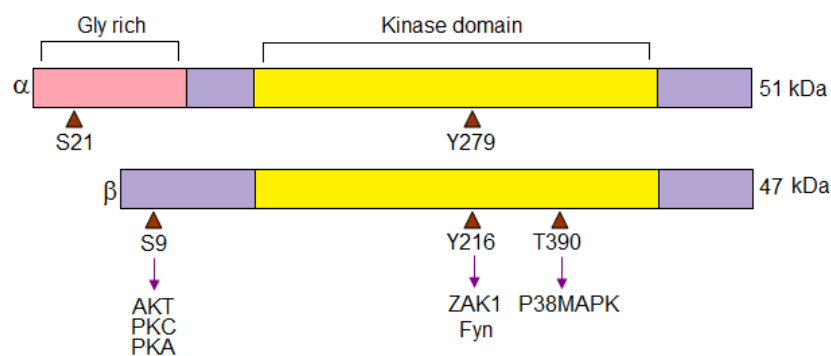 Gly rich
Kinase domain
α
51 kDa
S21
Y279
β
47 kDa
S9
Y216
T390
AKT
PKC
PKA
ZAK1
Fyn
P38MAPK